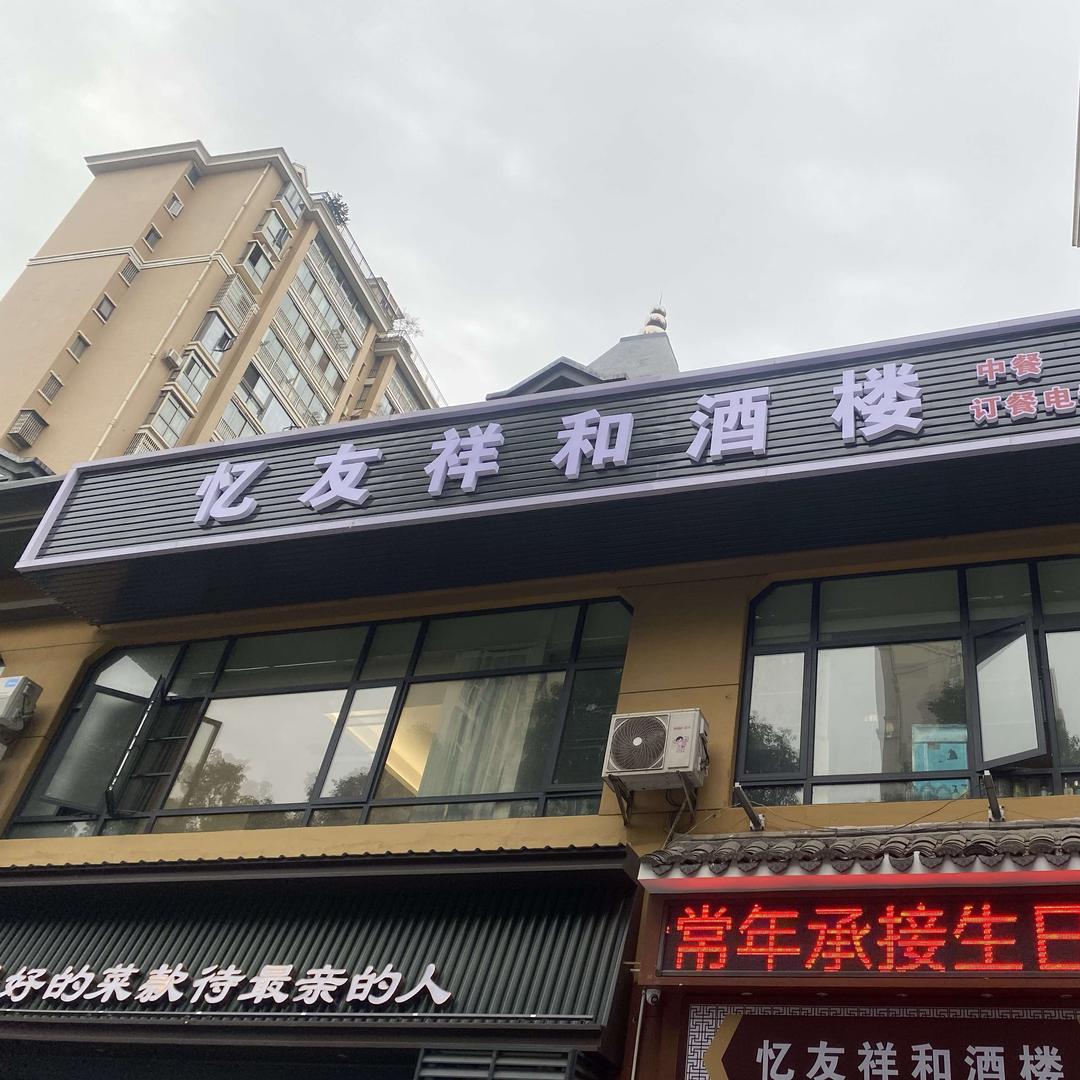 忆友祥和酒楼
中餐
订餐电
好的菜款待最亲的人
常年承接生日
忆友祥和酒楼